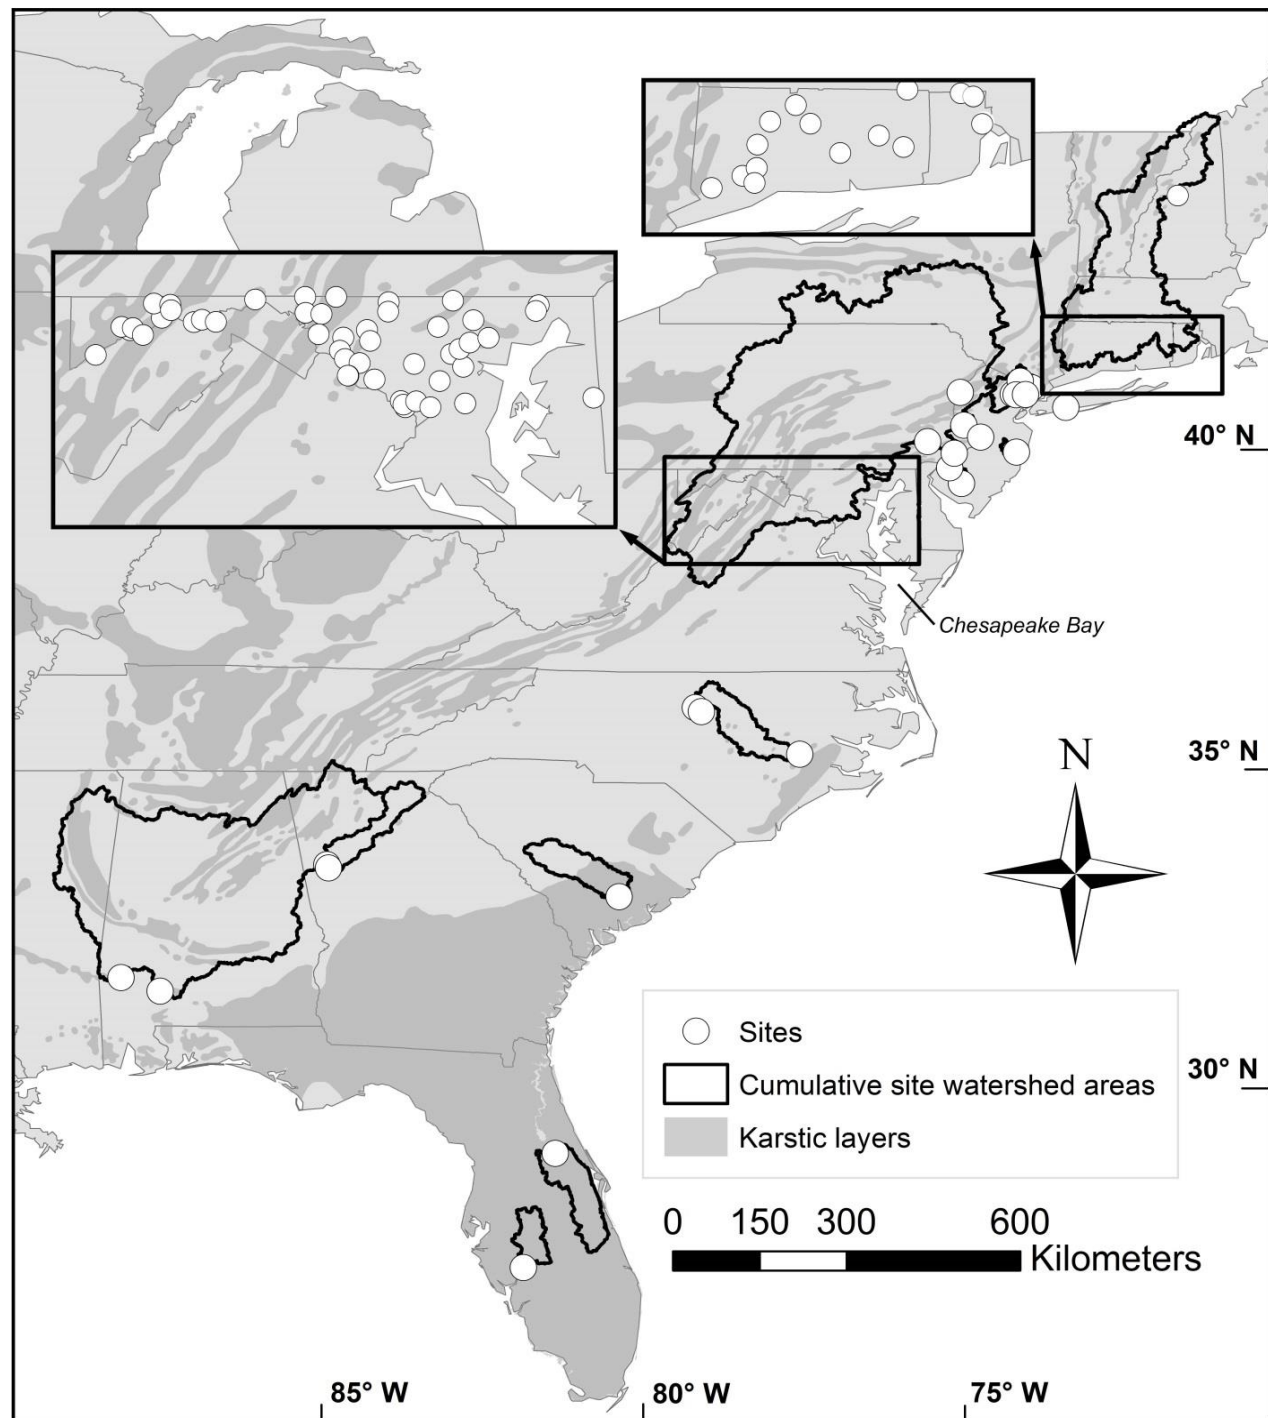 40° N
Chesapeake Bay
35° N
N
Sites
Cumulative site watershed areas
30° N
Karstic layers
0 150 300 600
Kilometers
85° W 80° W 75° W